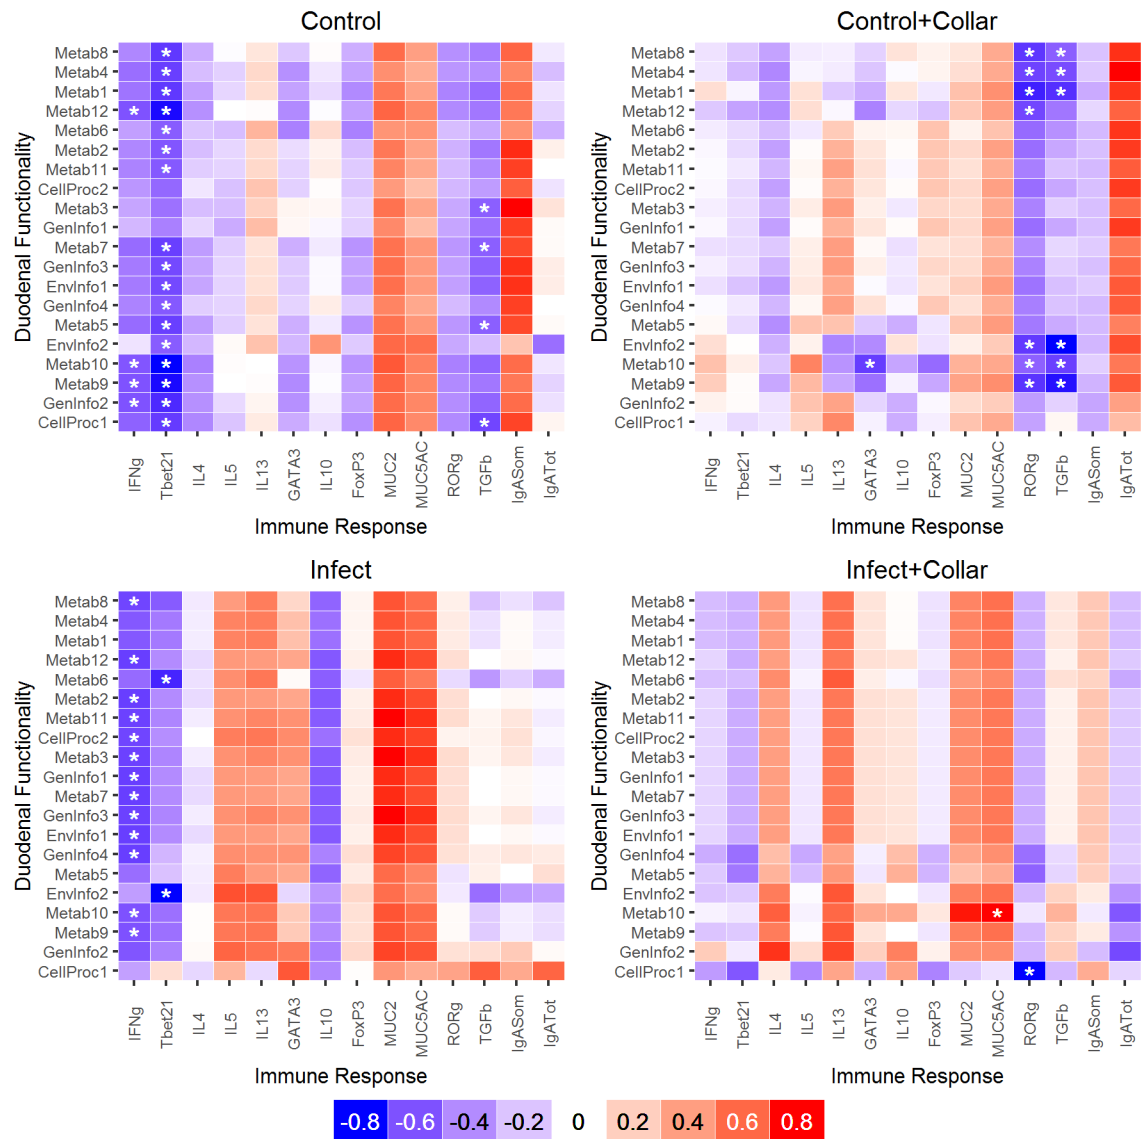 Control
Control+Collar
Duodenal Functionality
Metab8
Metab4
Metab1
Metab12
Metab6
Metab2
Metab11
CellProc2
Metab3
GenInfo1
Metab7
GenInfo3
EnvInfo1
GenInfo4
Metab5
EnvInfo2
Metab10
Metab9
GenInfo2
CellProc1
IFNg
Tbet21
IL4
IL5
IL13
GATA3
IL10
FoxP3
MUC2
MUC5AC
RORg
TGFb
IgASom
IgATot
Immune Response
Duodenal Functionality
Metab8
Metab4
Metab1
Metab12
Metab6
Metab2
Metab11
CellProc2
Metab3
GenInfo1
Metab7
GenInfo3
EnvInfo1
GenInfo4
Metab5
EnvInfo2
Metab10
Metab9
GenInfo2
CellProc1
IFNg
Tbet21
IL4
IL5
IL13
GATA3
IL10
FoxP3
MUC2
MUC5AC
RORg
TGFb
IgASom
IgATot
Immune Response
Infect
Infect+Collar
Duodenal Functionality
Metab8
Metab4
Metab1
Metab12
Metab6
Metab2
Metab11
CellProc2
Metab3
GenInfo1
Metab7
GenInfo3
EnvInfo1
GenInfo4
Metab5
EnvInfo2
Metab10
Metab9
GenInfo2
CellProc1
IFNg
Tbet21
IL4
IL5
IL13
GATA3
IL10
FoxP3
MUC2
MUC5AC
RORg
TGFb
IgASom
IgATot
Immune Response
Duodenal Functionality
Metab8
Metab4
Metab1
Metab12
Metab6
Metab2
Metab11
CellProc2
Metab3
GenInfo1
Metab7
GenInfo3
EnvInfo1
GenInfo4
Metab5
EnvInfo2
Metab10
Metab9
GenInfo2
CellProc1
IFNg
Tbet21
IL4
IL5
IL13
GATA3
IL10
FoxP3
MUC2
MUC5AC
RORg
TGFb
IgASom
IgATot
Immune Response
-0.8 -0.6 -0.4 -0.2 0 0.2 0.4 0.6 0.8